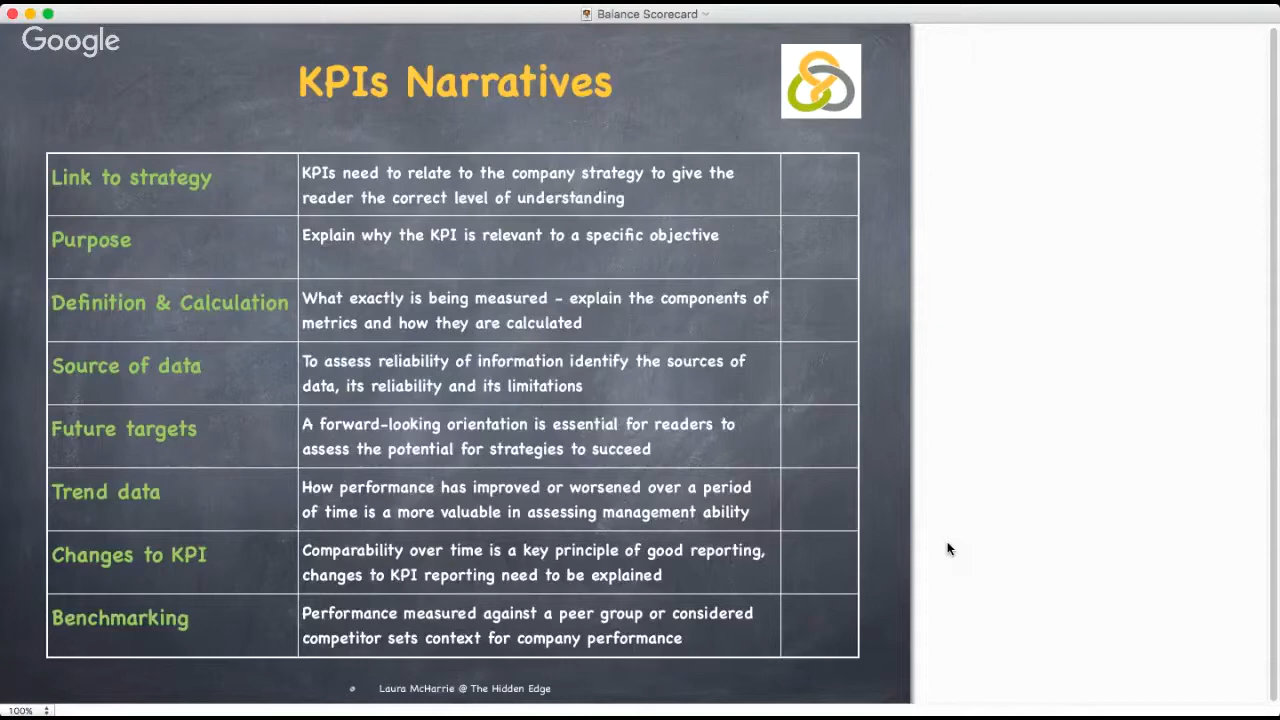 Balance Scorecard
Google
KPIs Narratives
Link to strategy
KPIs need to relate to the company strategy to give the
reader the correct level of understanding
Purpose
Explain why the KPI is relevant to a specific objective
Definition & Calculation
What exactly is being measured - explain the components of
metrics and how they are calculated
Source of data
To assess reliability of information identify the sources of
data, its reliability and its limitations
Future targets
A forward-looking orientation is essential for readers to
assess the potential for strategies to succeed
Trend data
How performance has improved or worsened over a period
of time is a more valuable in assessing management ability
Changes to KPI
Comparability over time is a key principle of good reporting,
changes to KPI reporting need to be explained
Benchmarking
Performance measured against a peer group or considered
competitor sets context for company performance
Laura McHarrie @ The Hidden Edge
100%